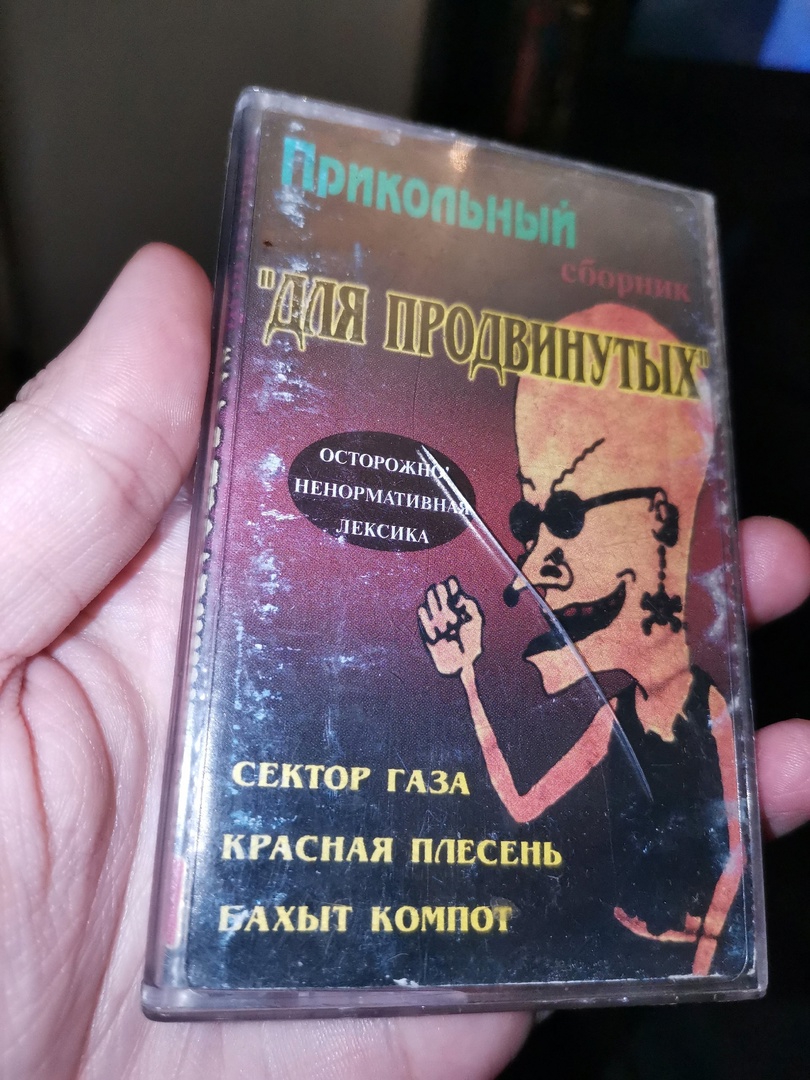 Прикольный
сборник
"ДЛЯ ПРОДВИНУТЫХ"
ОСТОРОЖНО!
НЕНОРМАТИВНАЯ
ЛЕКСИКА
СЕКТОР ГАЗА
КРАСНАЯ ПЛЕСЕНЬ
БАХЫТ КОМПОТ